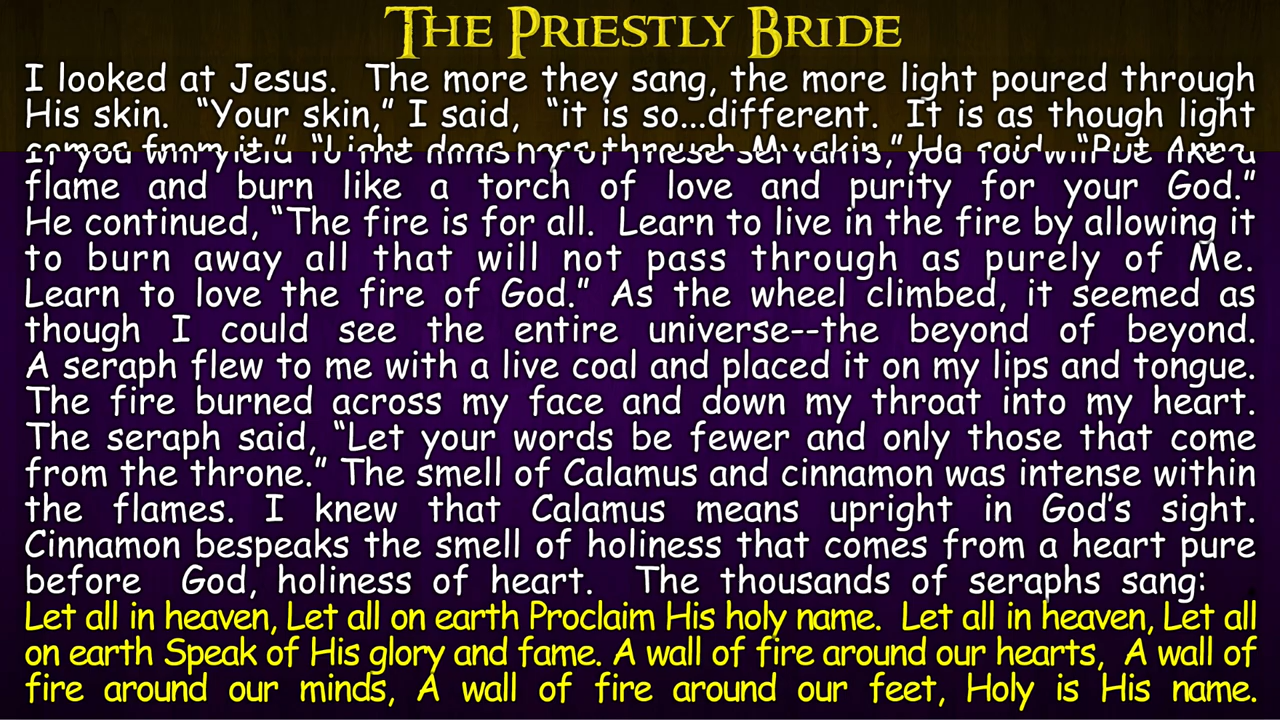 The Priestly Bride
I looked at Jesus. The more they sang, the more light poured through
His skin. “Your skin,” I said, “it is so...different. It is as though light
flame and burn like a torch of love and purity for your God.”
He continued, “The fire is for all. Learn to live in the fire by allowing it
to burn away all that will not pass through as purely of Me.
Learn to love the fire of God.” As the wheel climbed, it seemed as
though I could see the entire universe--the beyond of beyond.
A seraph flew to me with a live coal and placed it on my lips and tongue.
The fire burned across my face and down my throat into my heart.
The seraph said, “Let your words be fewer and only those that come
from the throne.” The smell of Calamus and cinnamon was intense within
the flames. I knew that Calamus means upright in God’s sight.
Cinnamon bespeaks the smell of holiness that comes from a heart pure
before God, holiness of heart. The thousands of seraphs sang:
Let all in heaven, Let all on earth Proclaim His holy name. Let all in heaven, Let all
on earth Speak of His glory and fame. A wall of fire around our hearts, A wall of
fire around our minds, A wall of fire around our feet, Holy is His name.